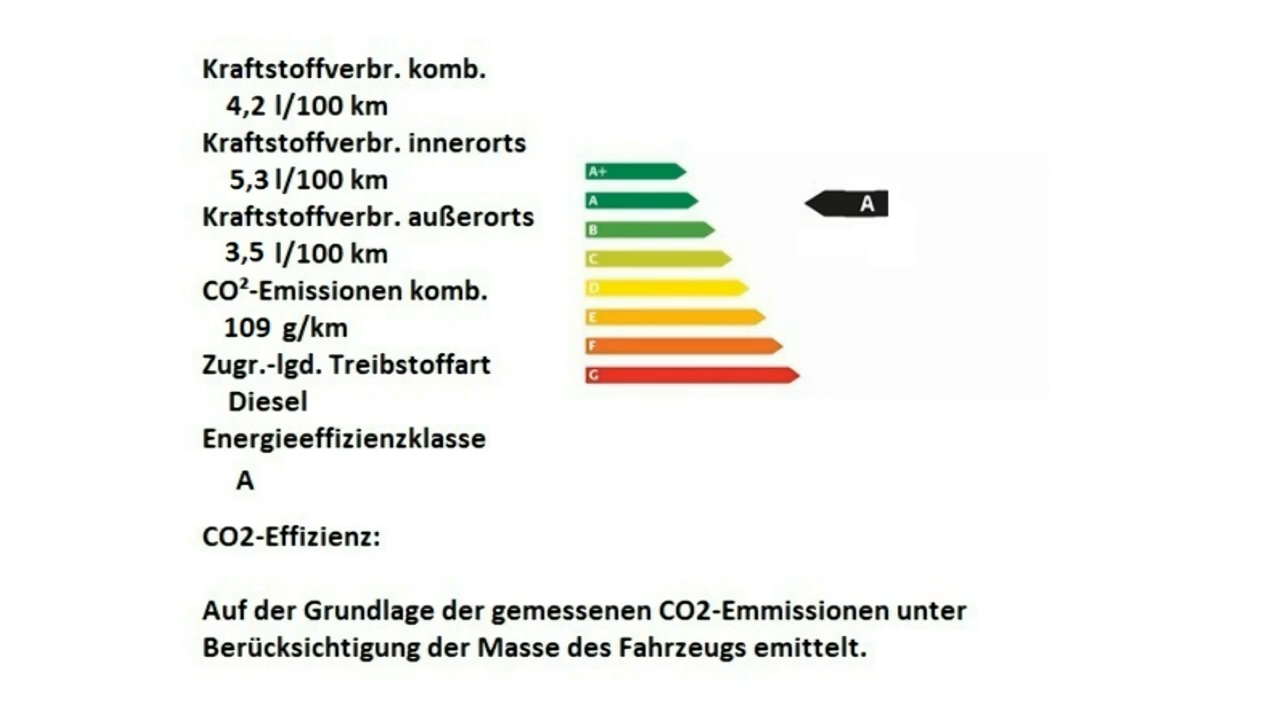 Kraftstoffverbr. komb.
4,2 l/100 km
Kraftstoffverbr. innerorts
5,3 l/100 km
Kraftstoffverbr. außerorts
3,5 l/100 km
CO²-Emissionen komb.
109 g/km
Zugr.-lgd. Treibstoffart
Diesel
Energieeffizienzklasse
A
A+
A
B
C
D
E
F
G
A
CO2-Effizienz:
Auf der Grundlage der gemessenen CO2-Emmissionen unter
Berücksichtigung der Masse des Fahrzeugs emittelt.